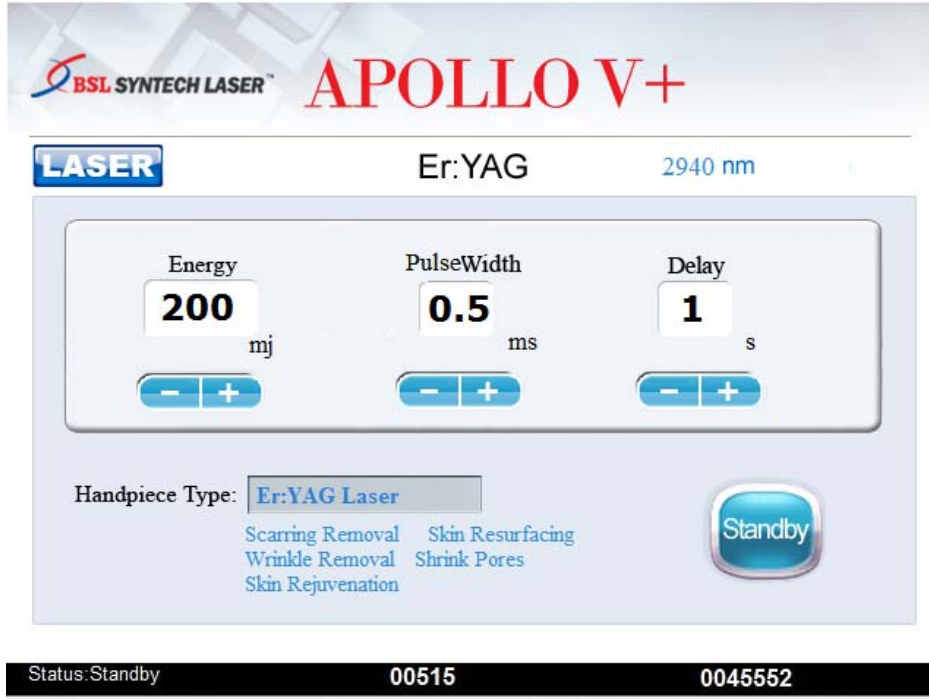 BSL SYNTECH LASER™ APOLLO V+
LASER Er:YAG 2940 nm
Energy PulseWidth Delay
200 0.5 1
mj ms s
- + - + - +
Handpiece Type: Er:YAG Laser
Scarring Removal Skin Resurfacing
Wrinkle Removal Shrink Pores
Skin Rejuvenation
Standby
Status:Standby 00515 0045552